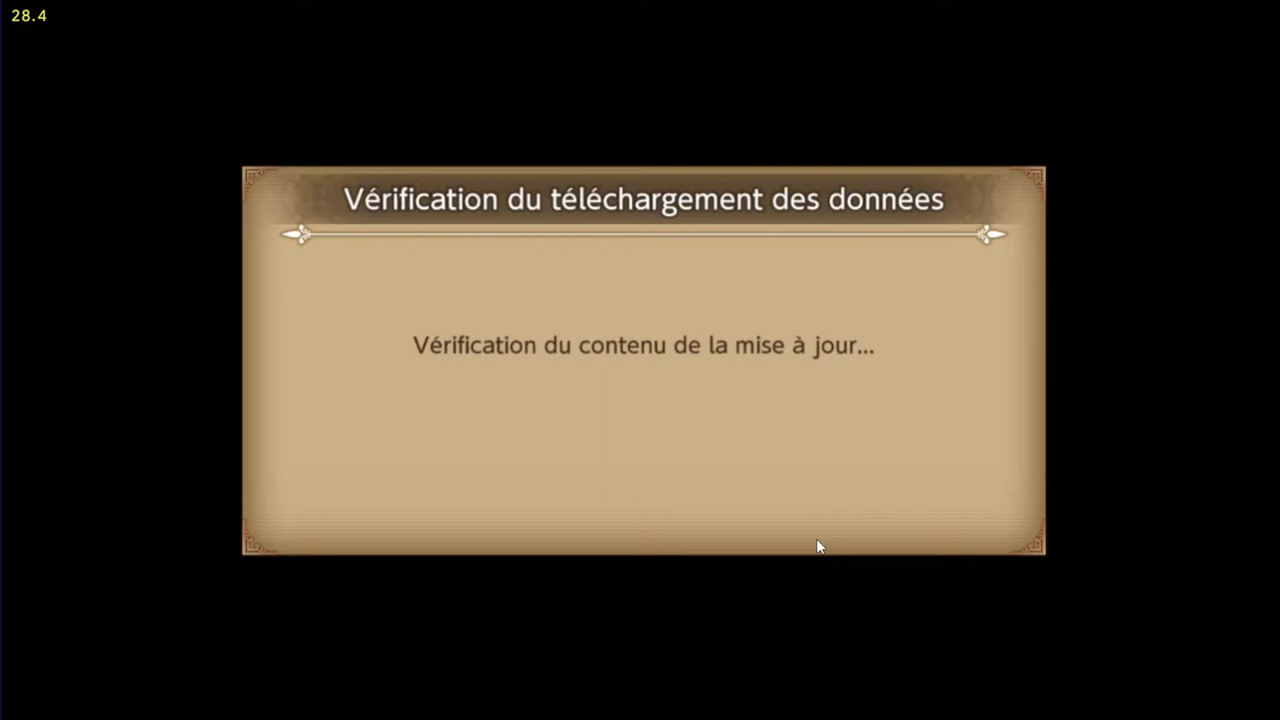 28.4
Vérification du téléchargement des données
Vérification du contenu de la mise à jour...